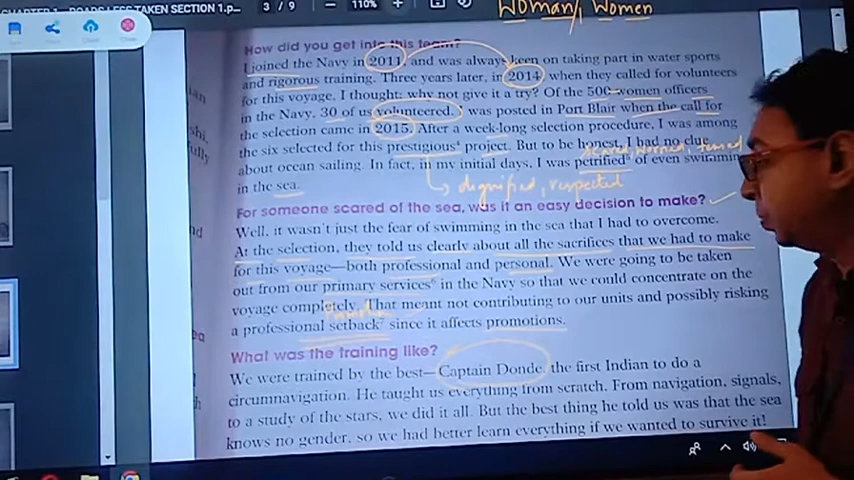 CHAPTER 1 - ROADS LESS TAKEN SECTION 1.p...
3 / 9
110%
Woman, Women
How did you get into this team?
I joined the Navy in 2011 and was always keen on taking part in water sports
and rigorous training. Three years later, in 2014 when they called for volunteers
for this voyage, I thought: why not give it a try? Of the 500 women officers
in the Navy, 30 of us volunteered. I was posted in Port Blair when the call for
the selection came in 2015. After a week-long selection procedure, I was among
the six selected for this prestigious project. But to be honest, I had no clue
scared, worried,
about ocean sailing. In fact, in my initial days, I was petrified of even swimming
in the sea.
dignified, respected
For someone scared of the sea, was it an easy decision to make?
Well, it wasn't just the fear of swimming in the sea that I had to overcome.
At the selection, they told us clearly about all the sacrifices that we had to make
for this voyage—both professional and personal. We were going to be taken
out from our primary services in the Navy so that we could concentrate on the
voyage completely. That meant not contributing to our units and possibly risking
a professional setback since it affects promotions.
What was the training like?
We were trained by the best—Captain Donde, the first Indian to do a
circumnavigation. He taught us everything from scratch. From navigation, signals,
to a study of the stars, we did it all. But the best thing he told us was that the sea
knows no gender, so we had better learn everything if we wanted to survive it!